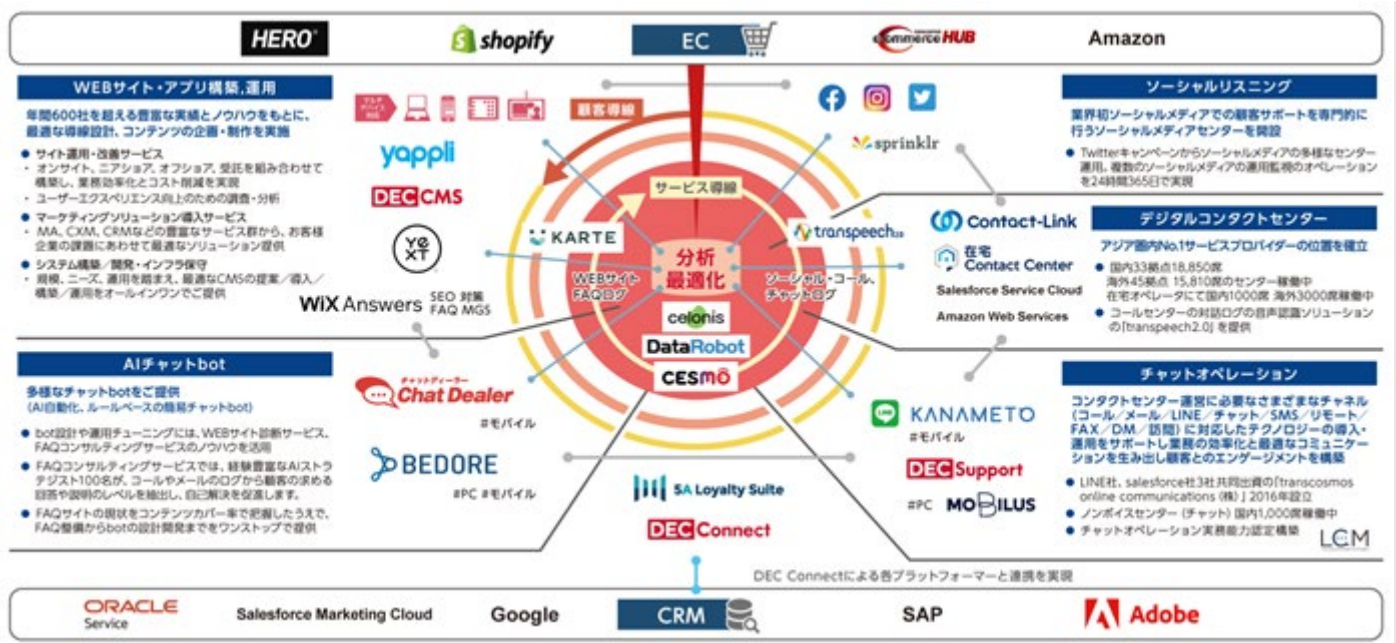 HERO
shopify
EC
ecommerce HUB
Amazon
WEBサイト・アプリ構築,運用
年間600社を超える豊富な実績とノウハウをもとに、
最適な導線設計、コンテンツの企画・制作を実施
● サイト運用・改善サービス
・ オンサイト、ニアショア、オフショア、受託を組み合わせて
構築し、業務効率化とコスト削減を実現
・ ユーザーエクスペリエンス向上のための調査・分析
● マーケティングソリューション導入サービス
・ MA、CXM、CRMなどの豊富なサービス群から、お客様
企業の課題にあわせて最適なソリューション提供
● システム構築／開発・インフラ保守
・ 規模、ニーズ、運用を踏まえ、最適なCMSの提案／導入／
構築／運用をオールインワンでご提供
マルチ
デバイス
対応
顧客導線
yappli
DEC CMS
yext
WiX Answers
SEO 対策
FAQ MGS
sprinklr
サービス導線
KARTE
transpeech2.0
分析
最適化
WEBサイト
FAQログ
ソーシャル・コール、
チャットログ
celonis
DataRobot
CESMO
ソーシャルリスニング
業界初ソーシャルメディアでの顧客サポートを専門的に
行うソーシャルメディアセンターを開設
● Twitterキャンペーンからソーシャルメディアの多様なセンター
運用、複数のソーシャルメディアの運用監視のオペレーション
を24時間365日で実現
Contact-Link
在宅
Contact Center
Salesforce Service Cloud
Amazon Web Services
デジタルコンタクトセンター
アジア圏内No.1サービスプロバイダーの位置を確立
● 国内33拠点18,850席
海外45拠点 15,810席のセンター稼働中
在宅オペレータにて国内1000席 海外3000席稼働中
● コールセンターの対話ログの音声認識ソリューション
の「transpeech2.0」 を提供
AIチャットbot
多様なチャットbotをご提供
（AI自動化、ルールベースの簡易チャットbot）
● bot設計や運用チューニングには、WEBサイト診断サービス、
FAQコンサルティングサービスのノウハウを活用
● FAQコンサルティングサービスでは、経験豊富なAIストラ
テジスト100名が、コールやメールのログから顧客の求める
回答や説明のレベルを抽出し、自己解決を促進します。
● FAQサイトの現状をコンテンツカバー率で把握したうえで、
FAQ整備からbotの設計開発までをワンストップで提供
チャットディーラー
Chat Dealer
#モバイル
BEDORE
#PC #モバイル
5A Loyalty Suite
DEC Connect
LINE
KANAMETO
#モバイル
DEC Support
#PC
MOBILUS
チャットオペレーション
コンタクトセンター運営に必要なさまざまなチャネル
（コール／メール／LINE／チャット／SMS／リモート／
FAX／DM／訪問）に対応したテクノロジーの導入・
運用をサポートし業務の効率化と最適なコミュニケー
ションを生み出し顧客とのエンゲージメントを構築
● LINE社、salesforce社3社共同出資の「transcosmos
online communications （株）」 2016年設立
● ノンボイスセンター （チャット） 国内1,000席稼働中
● チャットオペレーション実務能力認定構築
LCM
DEC Connectによる各プラットフォーマーと連携を実現
ORACLE
Service
Salesforce Marketing Cloud
Google
CRM
SAP
Adobe